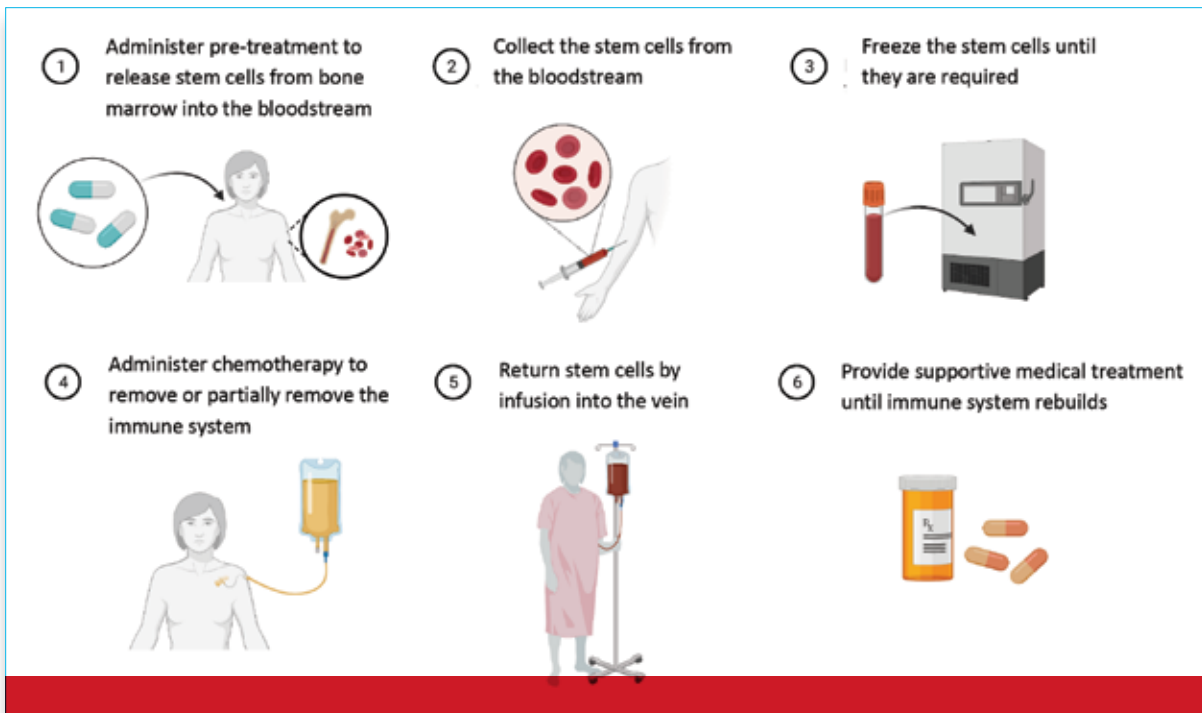 1
Administer pre-treatment to
release stem cells from bone
marrow into the bloodstream
2
Collect the stem cells from
the bloodstream
3
Freeze the stem cells until
they are required
4
Administer chemotherapy to
remove or partially remove the
immune system
5
Return stem cells by
infusion into the vein
6
Provide supportive medical treatment
until immune system rebuilds
Rx